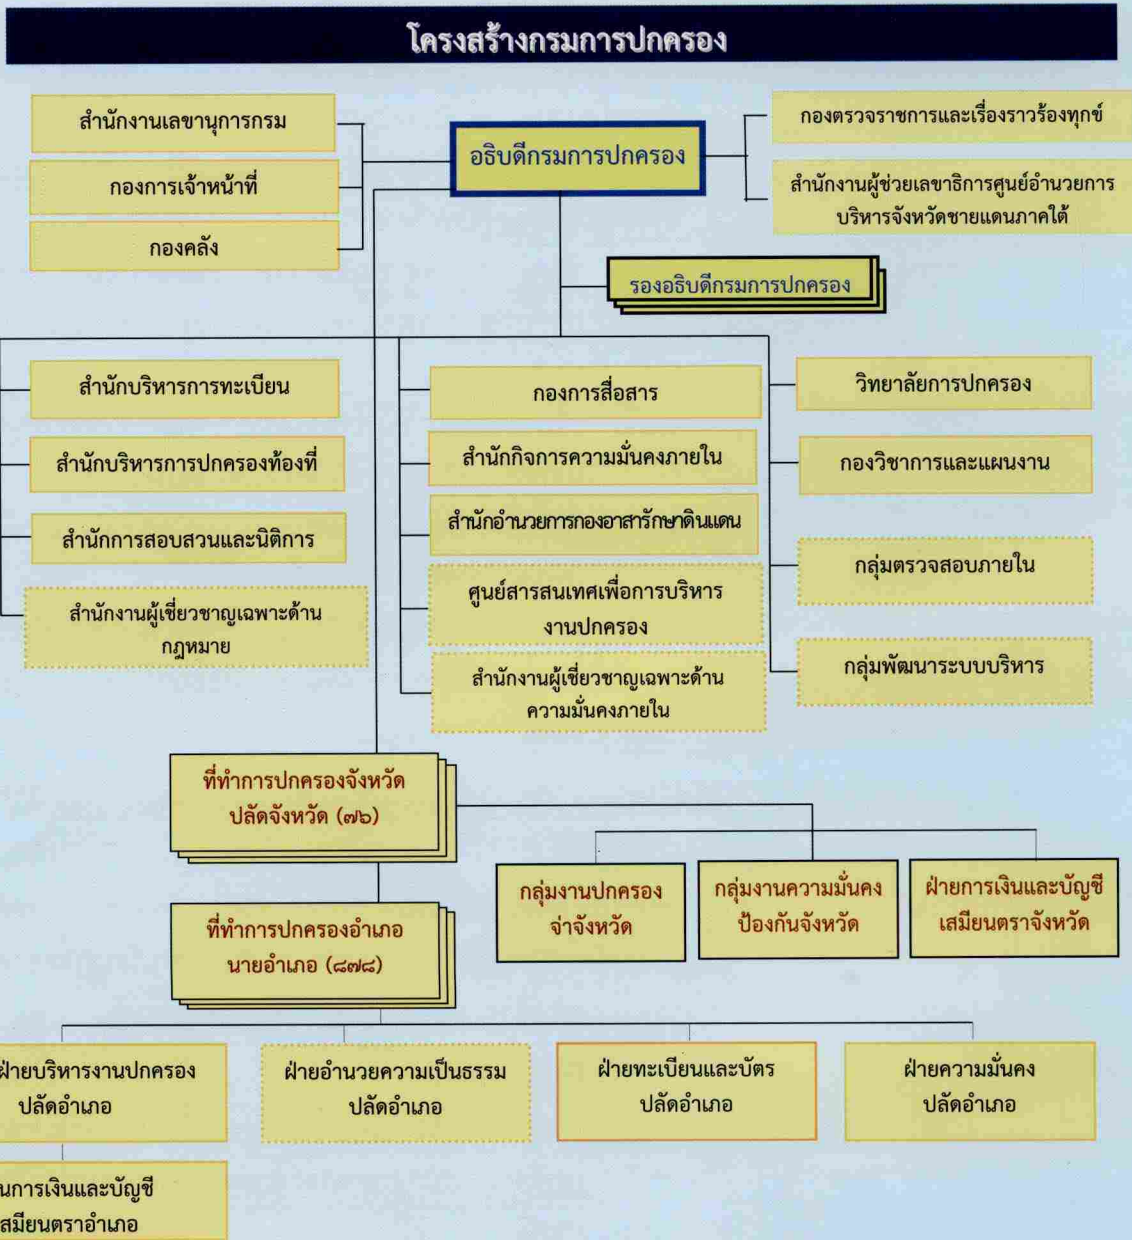 โครงสร้างกรมการปกครอง
สำนักงานเลขานุการกรม
กองการเจ้าหน้าที่
กองคลัง
อธิบดีกรมการปกครอง
กองตรวจราชการและเรื่องราวร้องทุกข์
สำนักงานผู้ช่วยเลขาธิการศูนย์อำนวยการ
บริหารจังหวัดชายแดนภาคใต้
รองอธิบดีกรมการปกครอง
สำนักบริหารการทะเบียน
สำนักบริหารการปกครองท้องที่
สำนักการสอบสวนและนิติการ
สำนักงานผู้เชี่ยวชาญเฉพาะด้าน
กฎหมาย
กองการสื่อสาร
สำนักกิจการความมั่นคงภายใน
สำนักอำนวยการกองอาสารักษาดินแดน
ศูนย์สารสนเทศเพื่อการบริหาร
งานปกครอง
สำนักงานผู้เชี่ยวชาญเฉพาะด้าน
ความมั่นคงภายใน
วิทยาลัยการปกครอง
กองวิชาการและแผนงาน
กลุ่มตรวจสอบภายใน
กลุ่มพัฒนาระบบบริหาร
ที่ทำการปกครองจังหวัด
ปลัดจังหวัด (๗๖)
กลุ่มงานปกครอง
จ่าจังหวัด
กลุ่มงานความมั่นคง
ป้องกันจังหวัด
ฝ่ายการเงินและบัญชี
เสมียนตราจังหวัด
ที่ทำการปกครองอำเภอ
นายอำเภอ (๘๗๘)
ฝ่ายบริหารงานปกครอง
ปลัดอำเภอ
ฝ่ายอำนวยความเป็นธรรม
ปลัดอำเภอ
ฝ่ายทะเบียนและบัตร
ปลัดอำเภอ
ฝ่ายความมั่นคง
ปลัดอำเภอ
นการเงินและบัญชี
สมียนตราอำเภอ